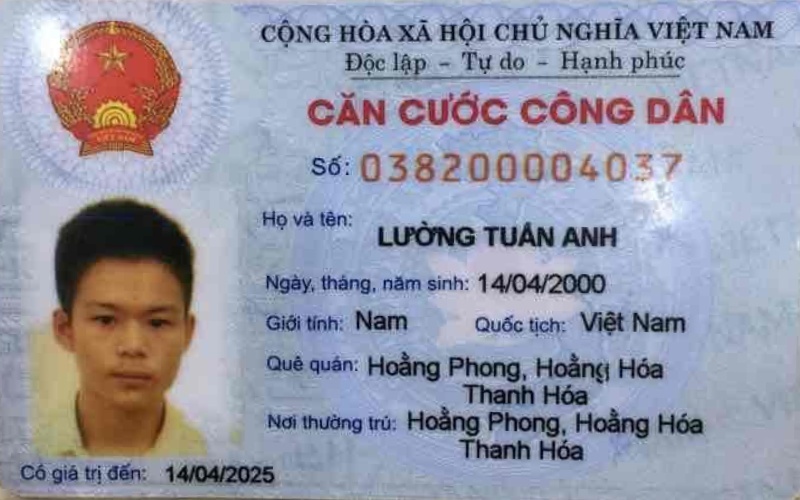 CỘNG HÒA XÃ HỘI CHỦ NGHĨA VIỆT NAM
Độc lập - Tự do - Hạnh phúc
CĂN CƯỚC CÔNG DÂN
Số: 038200004037
Họ và tên: LƯỜNG TUẤN ANH
Ngày, tháng, năm sinh: 14/04/2000
Giới tính: Nam Quốc tịch: Việt Nam
Quê quán: Hoằng Phong, Hoằng Hóa
Thanh Hóa
Nơi thường trú: Hoằng Phong, Hoằng Hóa
Thanh Hóa
Có giá trị đến: 14/04/2025
VIỆT NAM